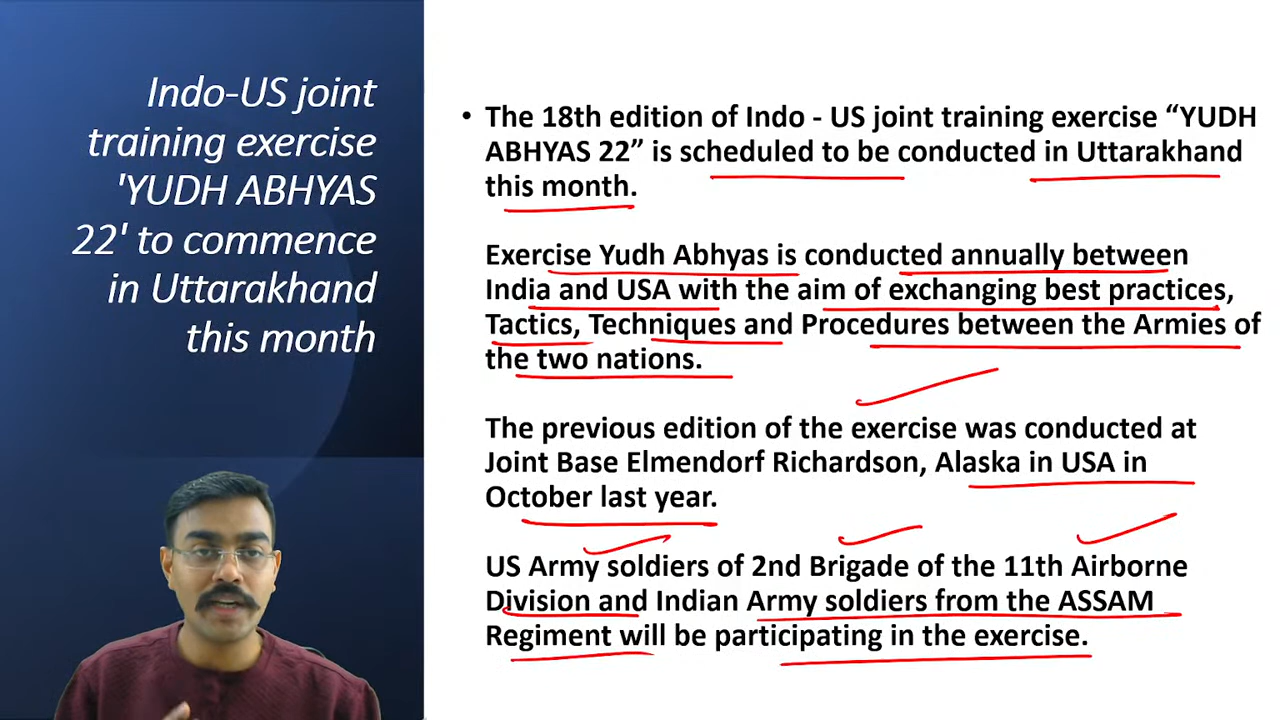 Indo-US joint
training exercise
'YUDH ABHYAS
22' to commence
in Uttarakhand
this month
• The 18th edition of Indo - US joint training exercise “YUDH
ABHYAS 22” is scheduled to be conducted in Uttarakhand
this month.
Exercise Yudh Abhyas is conducted annually between
India and USA with the aim of exchanging best practices,
Tactics, Techniques and Procedures between the Armies of
the two nations.
The previous edition of the exercise was conducted at
Joint Base Elmendorf Richardson, Alaska in USA in
October last year.
US Army soldiers of 2nd Brigade of the 11th Airborne
Division and Indian Army soldiers from the ASSAM
Regiment will be participating in the exercise.